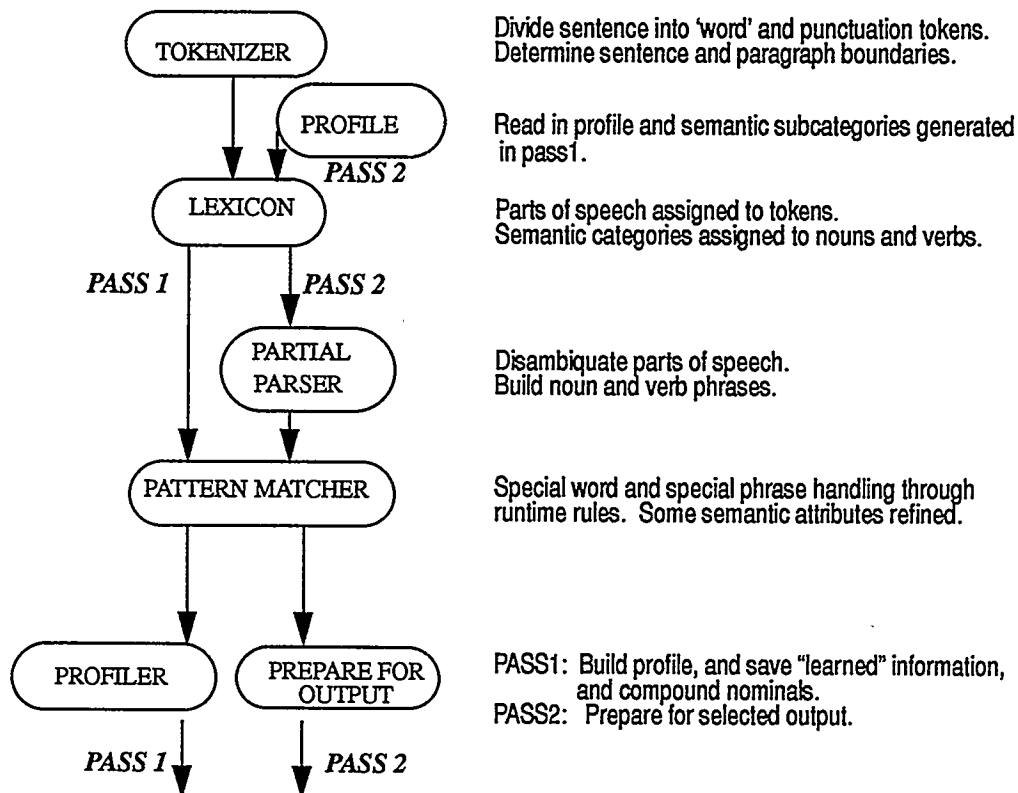 TOKENIZER
Divide sentence into 'word' and punctuation tokens.
Determine sentence and paragraph boundaries.
PROFILE
Read in profile and semantic subcategories generated
in pass1.
PASS 2
LEXICON
Parts of speech assigned to tokens.
Semantic categories assigned to nouns and verbs.
PASS 1
PASS 2
PARTIAL
PARSER
Disambiquate parts of speech.
Build noun and verb phrases.
PATTERN MATCHER
Special word and special phrase handling through
runtime rules. Some semantic attributes refined.
PROFILER
PREPARE FOR
OUTPUT
PASS1: Build profile, and save "learned" information,
and compound nominals.
PASS2: Prepare for selected output.
PASS 1
PASS 2